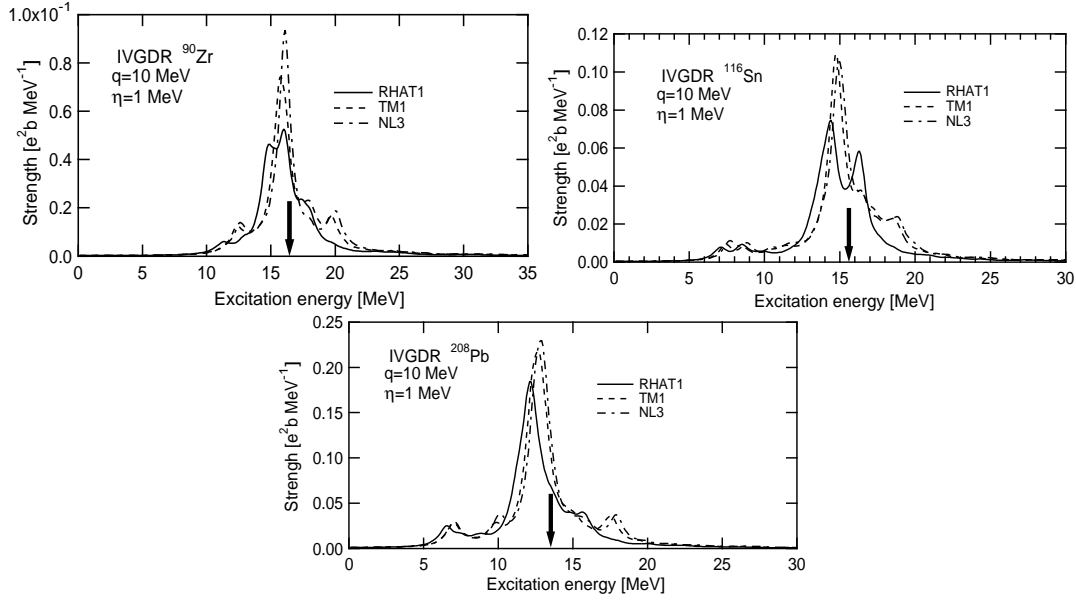 1.0x10⁻¹
0.8
0.6
0.4
0.2
0.0
Strength [e²b MeV⁻¹]
IVGDR ⁹⁰Zr
q=10 MeV
η=1 MeV
RHAT1
TM1
NL3
0 5 10 15 20 25 30 35
Excitation energy [MeV]
0.12
0.10
0.08
0.06
0.04
0.02
0.00
Strength [e²b MeV⁻¹]
IVGDR ¹¹⁶Sn
q=10 MeV
η=1 MeV
RHAT1
TM1
NL3
0 5 10 15 20 25 30
Excitation energy [MeV]
0.25
0.20
0.15
0.10
0.05
0.00
Strengh [e²b MeV⁻¹]
IVGDR ²⁰⁸Pb
q=10 MeV
η=1 MeV
RHAT1
TM1
NL3
0 5 10 15 20 25 30
Excitation energy [MeV]